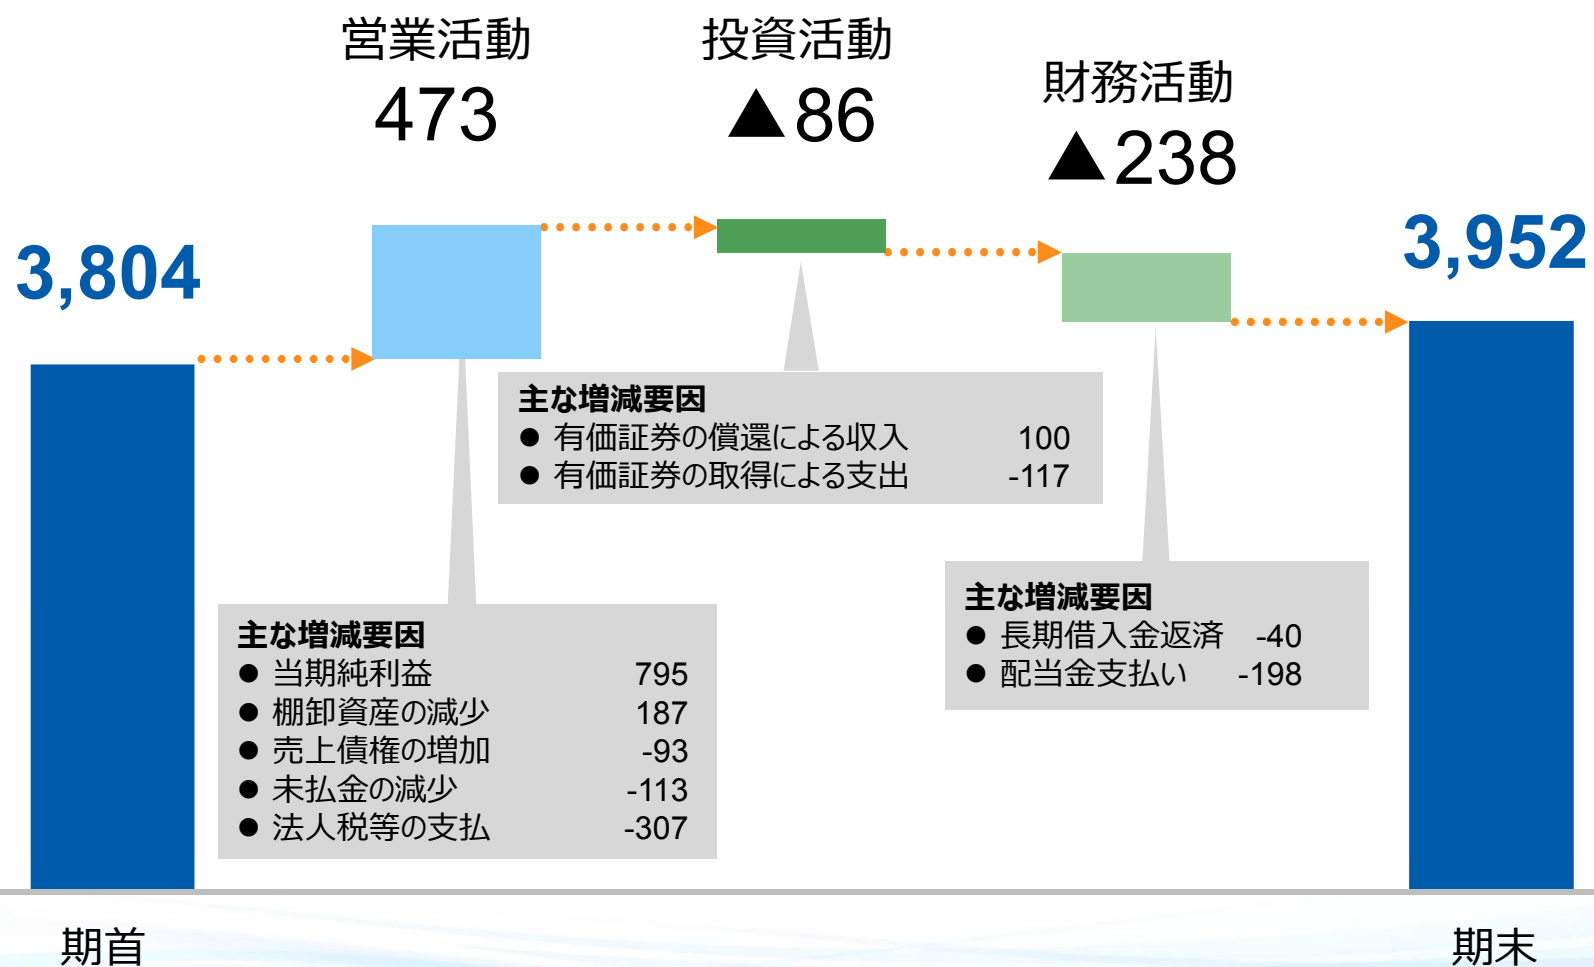 営業活動
473
投資活動
▲86
財務活動
▲238
3,804
3,952
主な増減要因
● 有価証券の償還による収入 100
● 有価証券の取得による支出 -117
主な増減要因
● 長期借入金返済 -40
● 配当金支払い -198
主な増減要因
● 当期純利益 795
● 棚卸資産の減少 187
● 売上債権の増加 -93
● 未払金の減少 -113
● 法人税等の支払 -307
期首
期末